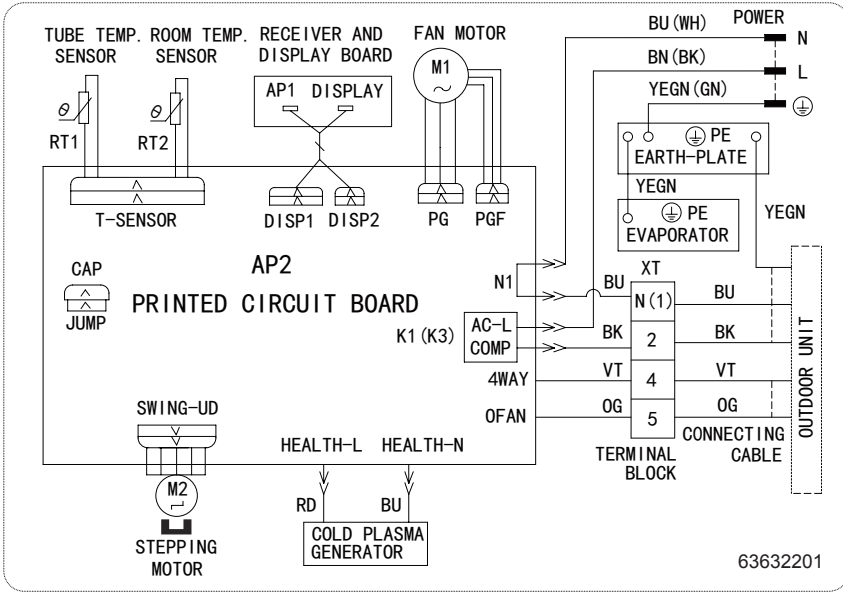 TUBE TEMP. ROOM TEMP. RECEIVER AND FAN MOTOR
SENSOR SENSOR DISPLAY BOARD
BU(WH) POWER
N
BN(BK)
L
YEGN(GN)
M1
AP1 DISPLAY
θ θ
RT1 RT2
PE
EARTH-PLATE
YEGN
PE
EVAPORATOR
YEGN
T-SENSOR DISP1 DISP2 PG PGF
CAP
JUMP
AP2
PRINTED CIRCUIT BOARD
N1 BU XT
N(1) BU
K1(K3) AC-L
COMP
BK 2 BK
4WAY VT 4 VT
OFAN OG 5 OG
TERMINAL
BLOCK
CONNECTING
CABLE
OUTDOOR UNIT
SWING-UD
M2
STEPPING
MOTOR
HEALTH-L HEALTH-N
RD BU
COLD PLASMA
GENERATOR
63632201